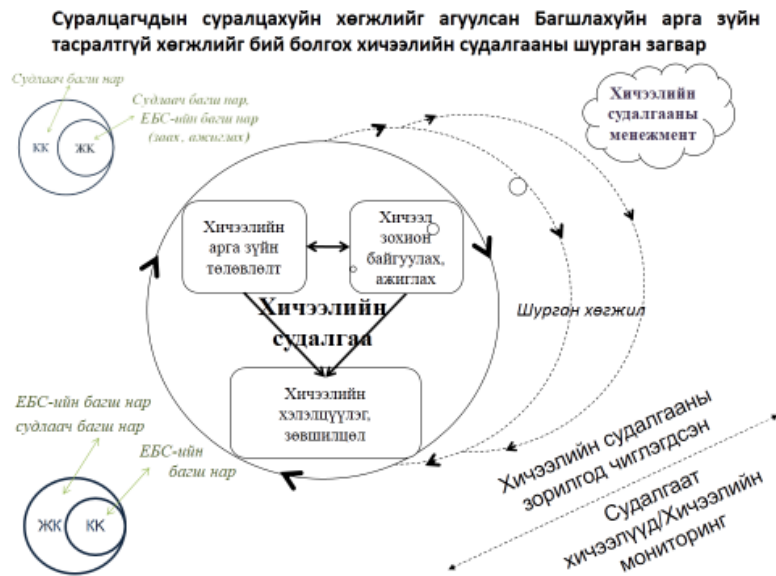 Суралцагчдын суралцахуйн хөгжлийг агуулсан Багшлахуйн арга зүйн
тасралтгүй хөгжлийг бий болгох хичээлийн судалгааны шурган загвар
Судлаач багш нар
Судлаач багш нар,
ЕБС-ийн багш нар
(заах, ажиглах)
КК
ЖК
Хичээлийн
судалгааны
менежмент
Хичээлийн
арга зүйн
төлөвлөлт
Хичээл
зохион
байгуулах,
ажиглах
Хичээлийн
судалгаа
Шурган хөгжил
Хичээлийн
хэлэлцүүлэг,
зөвшилцөл
ЕБС-ийн багш нар
судлаач багш нар
ЕБС-ийн
багш нар
ЖК
КК
Хичээлийн судалгааны
зорилгод чиглэгдсэн
Судалгаат
хичээлүүд/Хичээлийн
мониторинг